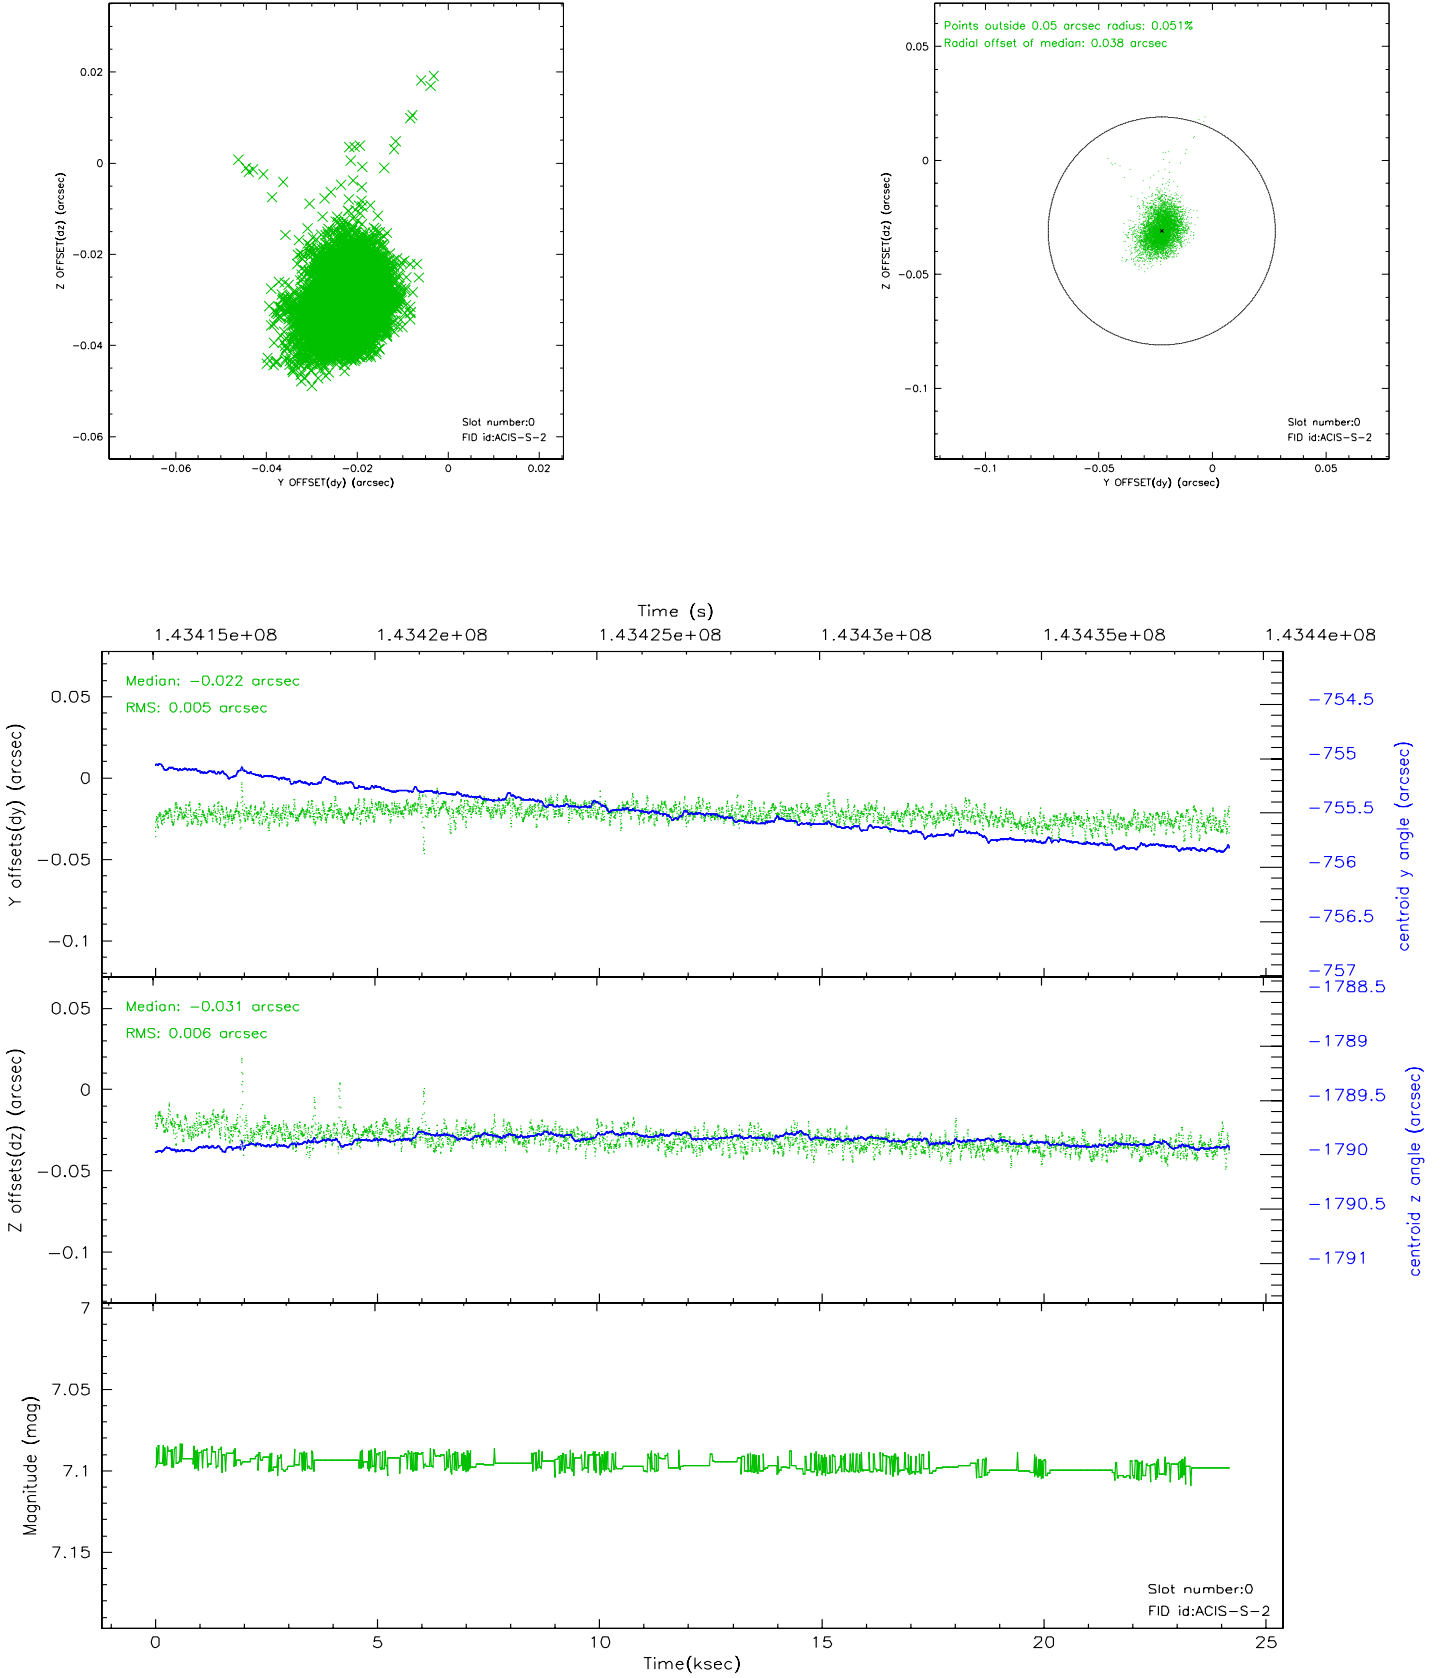 0.02
0
−0.02
−0.04
−0.06
Z OFFSET(dz) (arcsec)
Slot number:0
FID id:ACIS−S−2
−0.06 −0.04 −0.02 0 0.02
Y OFFSET(dy) (arcsec)
Points outside 0.05 arcsec radius: 0.051%
Radial offset of median: 0.038 arcsec
0.05
0
−0.05
−0.1
Z OFFSET(dz) (arcsec)
Slot number:0
FID id:ACIS−S−2
−0.1 −0.05 0 0.05
Y OFFSET(dy) (arcsec)
Time (s)
1.43415e+08 1.4342e+08 1.43425e+08 1.4343e+08 1.43435e+08 1.4344e+08
Median: −0.022 arcsec
RMS: 0.005 arcsec
0.05
0
−0.05
−0.1
Y offsets(dy) (arcsec)
−754.5
−755
−755.5
−756
−756.5
−757
centroid y angle (arcsec)
Median: −0.031 arcsec
RMS: 0.006 arcsec
0.05
0
−0.05
−0.1
Z offsets(dz) (arcsec)
−1788.5
−1789
−1789.5
−1790
−1790.5
−1791
centroid z angle (arcsec)
7
7.05
7.1
7.15
Magnitude (mag)
Slot number:0
FID id:ACIS−S−2
0 5 10 15 20 25
Time(ksec)